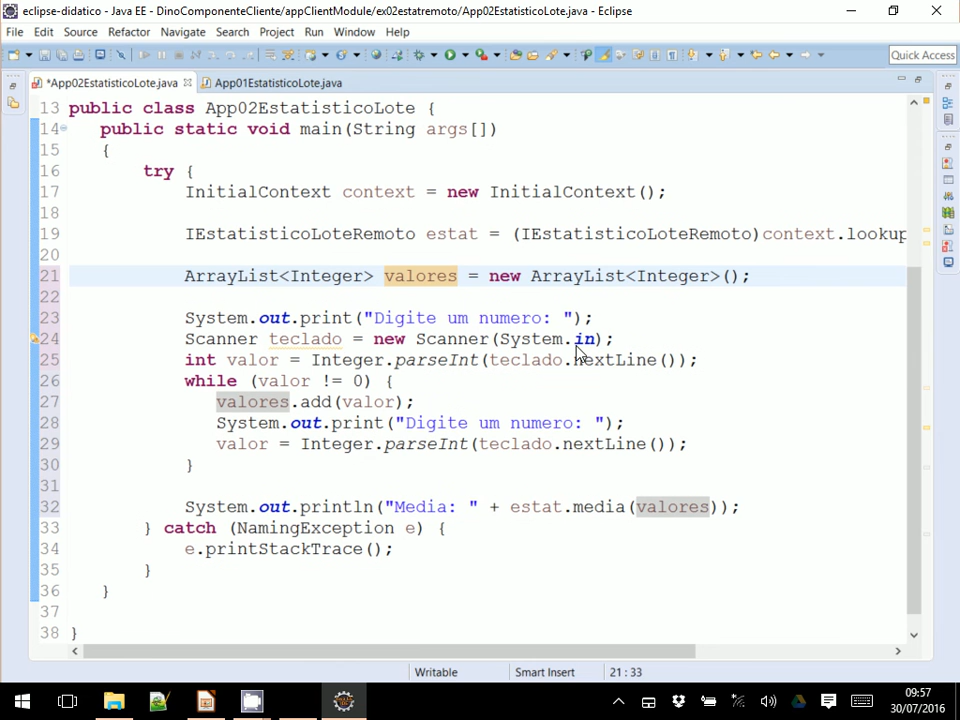 eclipse-didatico - Java EE - DinoComponenteCliente/appClientModule/ex02estatremoto/App02EstatisticoLote.java - Eclipse
File Edit Source Refactor Navigate Search Project Run Window Help
Quick Access
*App02EstatisticoLote.java App01EstatisticoLote.java
13 public class App02EstatisticoLote {
14 public static void main(String args[])
15 {
16 try {
17 InitialContext context = new InitialContext();
18
19 IEstatisticoLoteRemoto estat = (IEstatisticoLoteRemoto)context.lookup
20
21 ArrayList<Integer> valores = new ArrayList<Integer>();
22
23 System.out.print("Digite um numero: ");
24 Scanner teclado = new Scanner(System.in);
25 int valor = Integer.parseInt(teclado.nextLine());
26 while (valor != 0) {
27 valores.add(valor);
28 System.out.print("Digite um numero: ");
29 valor = Integer.parseInt(teclado.nextLine());
30 }
31
32 System.out.println("Media: " + estat.media(valores));
33 } catch (NamingException e) {
34 e.printStackTrace();
35 }
36 }
37
38 }
Writable Smart Insert 21 : 33
09:57
30/07/2016